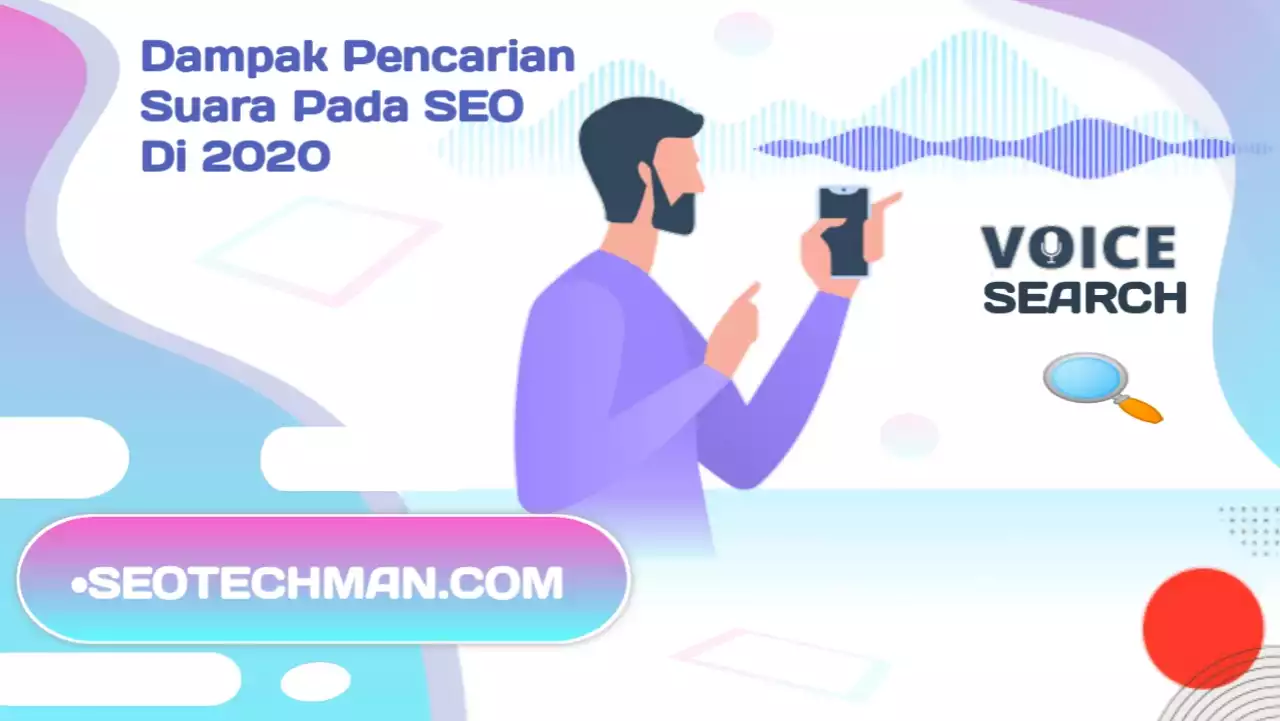 Dampak Pencarian
Suara Pada SEO
Di 2020
VOICE
SEARCH
•SEOTECHMAN.COM